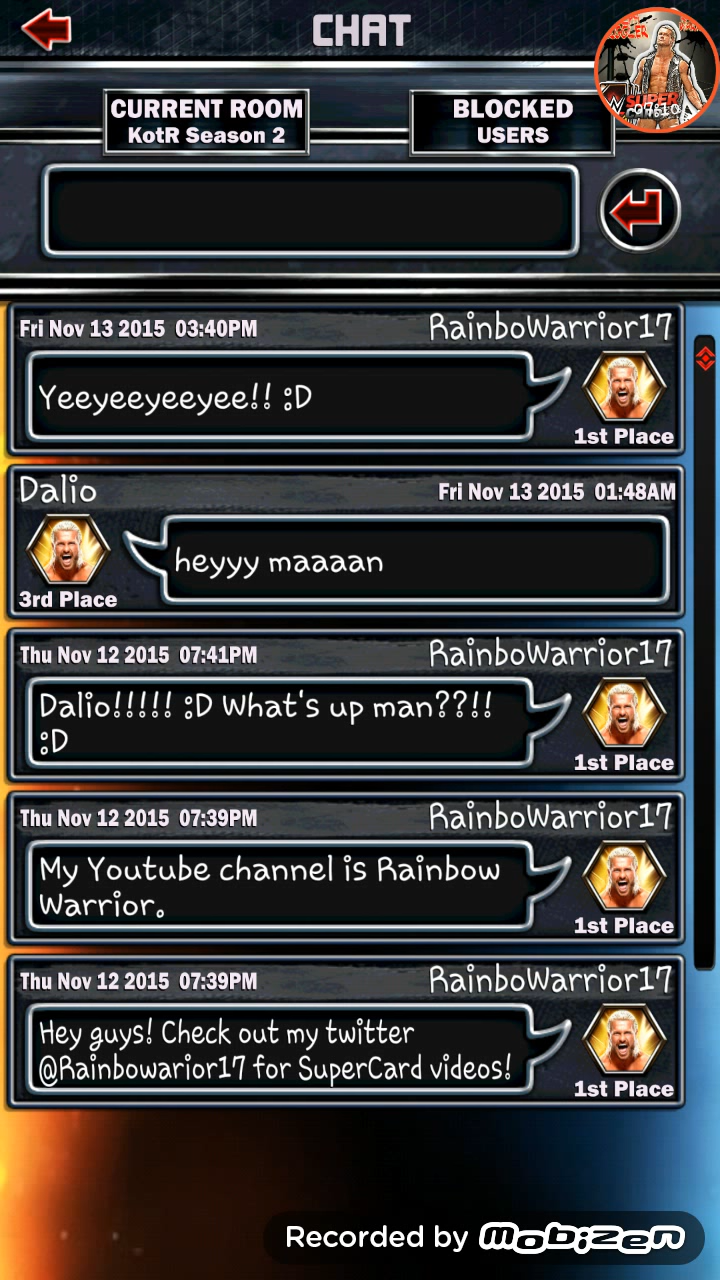 CHAT
SUPER
07:10
CURRENT ROOM
KotR Season 2
BLOCKED
USERS
Fri Nov 13 2015 03:40PM
RainboWarrior17
Yeeyeeyeeyee!! :D
1st Place
Dalio
Fri Nov 13 2015 01:48AM
heyyy maaaan
3rd Place
Thu Nov 12 2015 07:41PM
RainboWarrior17
Dalio!!!!! :D What's up man??!!
:D
1st Place
Thu Nov 12 2015 07:39PM
RainboWarrior17
My Youtube channel is Rainbow
Warrior.
1st Place
Thu Nov 12 2015 07:39PM
RainboWarrior17
Hey guys! Check out my twitter
@Rainbowarior17 for SuperCard videos!
1st Place
Recorded by mobizen